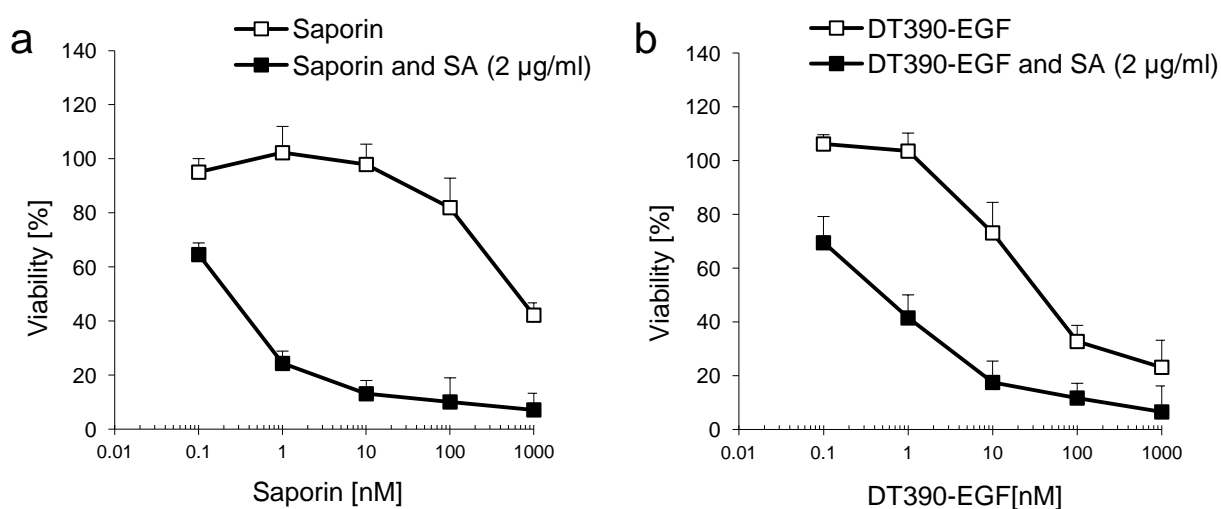 a
Saporin
Saporin and SA (2 µg/ml)
140
120
100
80
60
40
20
0
Viability [%]
0.01 0.1 1 10 100 1000
Saporin [nM]
b
DT390-EGF
DT390-EGF and SA (2 µg/ml)
140
120
100
80
60
40
20
0
Viability [%]
0.01 0.1 1 10 100 1000
DT390-EGF[nM]